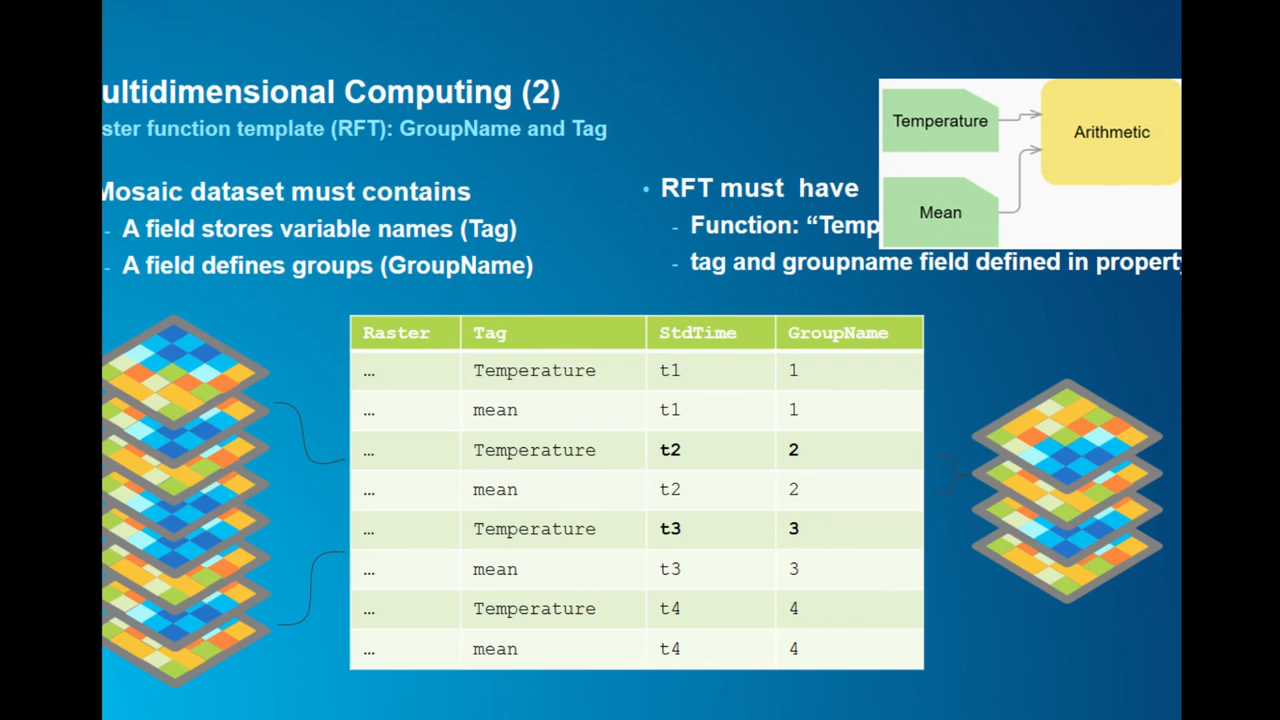 ultidimensional Computing (2)
ster function template (RFT): GroupName and Tag
Mosaic dataset must contains
- A field stores variable names (Tag)
- A field defines groups (GroupName)
• RFT must have
- Function: “Temp
- tag and groupname field defined in property
Temperature
Mean
Arithmetic
Raster Tag StdTime GroupName
… Temperature t1 1
… mean t1 1
… Temperature t2 2
… mean t2 2
… Temperature t3 3
… mean t3 3
… Temperature t4 4
… mean t4 4